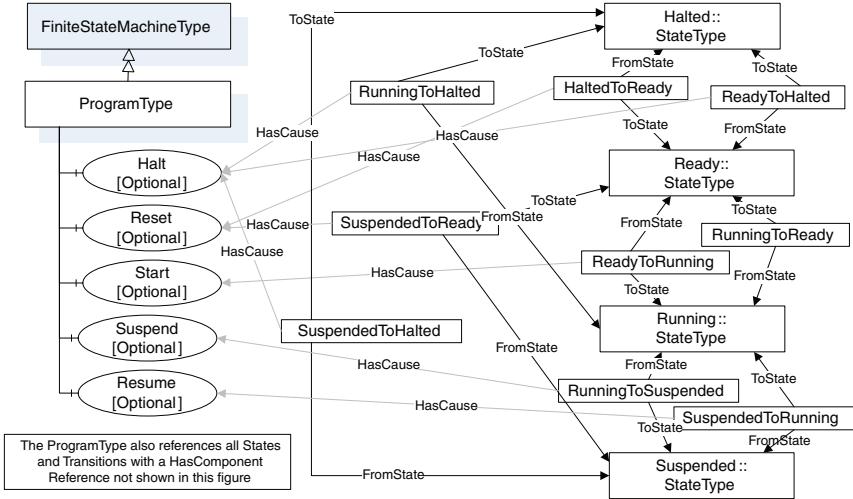 FiniteStateMachineType
ToState
Halted::
StateType
ToState
FromState
ToState
ProgramType
RunningToHalted
HaltedToReady
ReadyToHalted
HasCause
HasCause
HasCause
ToState
FromState
Halt
[Optional]
Ready::
StateType
ToState
ToState
Reset
[Optional]
HasCause
SuspendedToReady
FromState
FromState
RunningToReady
HasCause
Start
[Optional]
HasCause
ReadyToRunning
FromState
ToState
Running::
StateType
Suspend
[Optional]
SuspendedToHalted
FromState
HasCause
FromState
ToState
Resume
[Optional]
RunningToSuspended
HasCause
SuspendedToRunning
ToState
FromState
The ProgramType also references all States
and Transitions with a HasComponent
Reference not shown in this figure
FromState
Suspended::
StateType